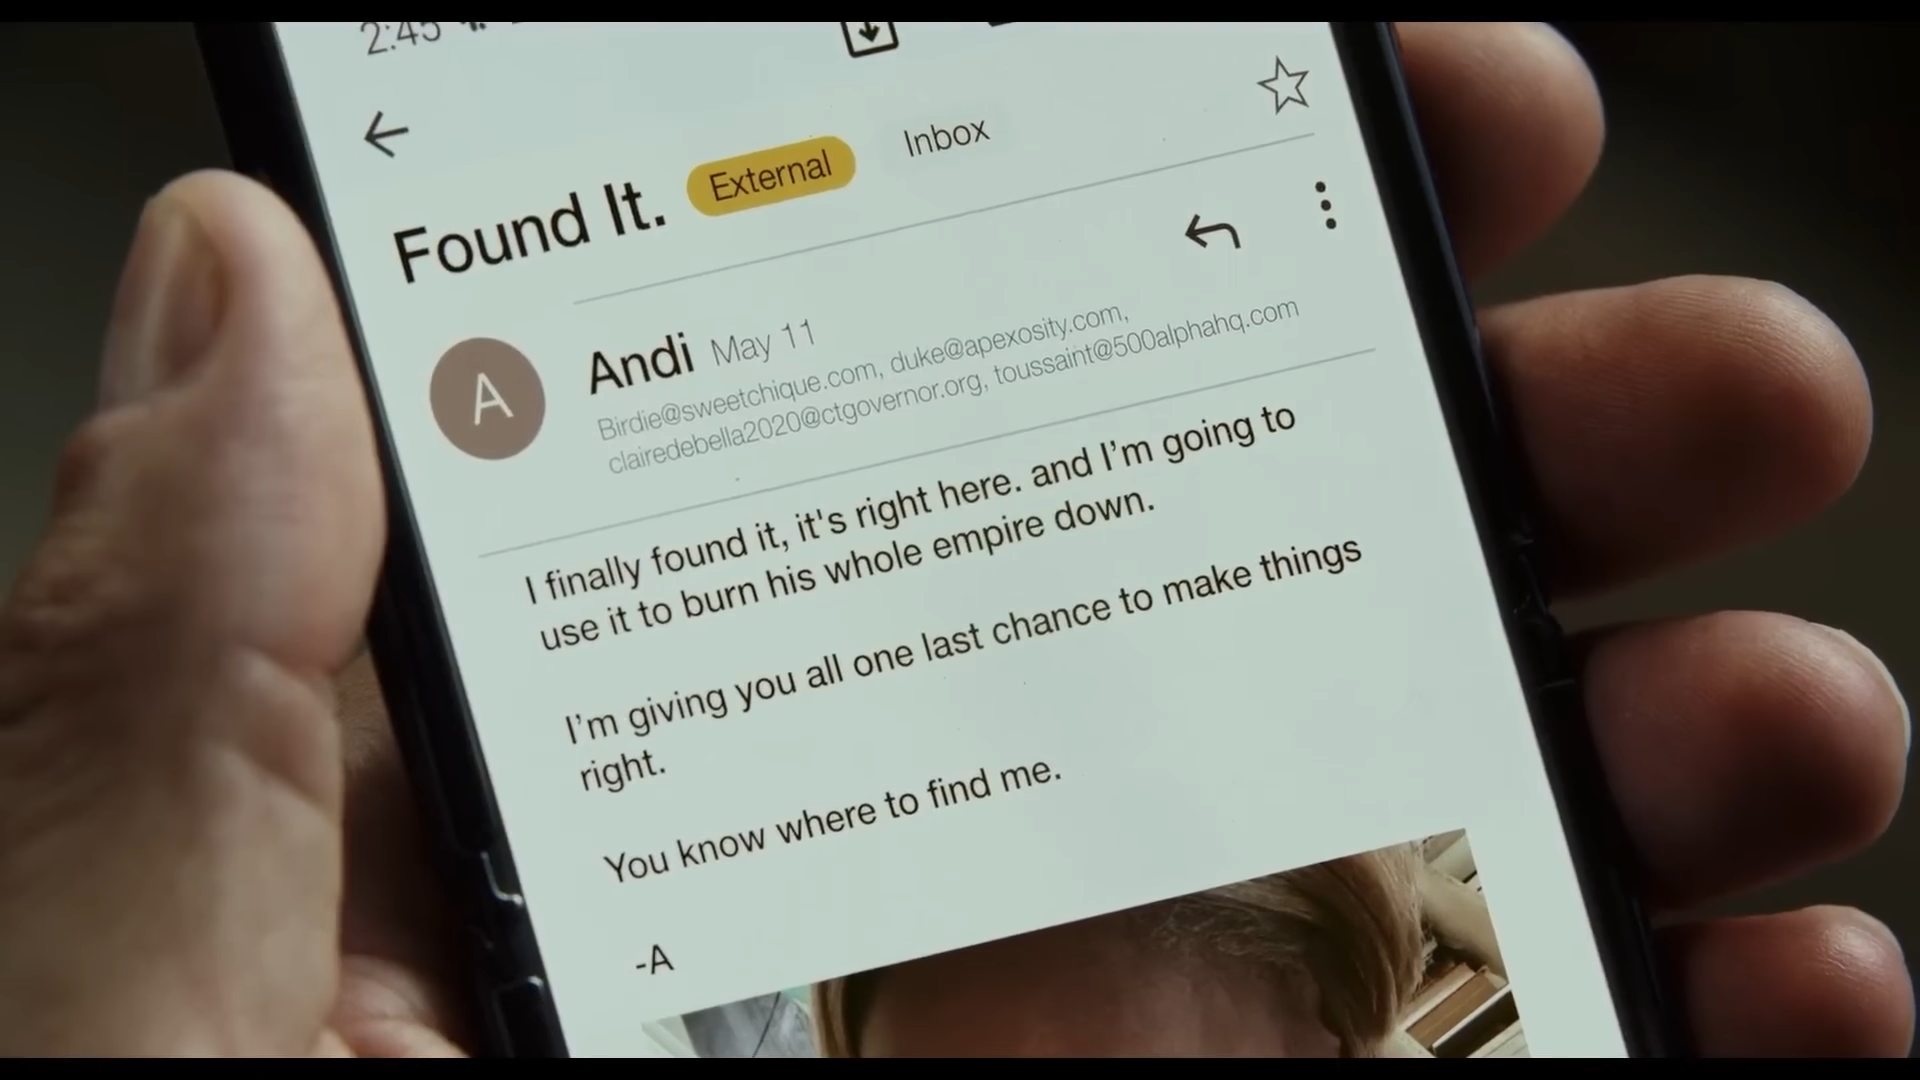 2:45
Found It. External Inbox
Andi May 11
Birdie@sweetchique.com, duke@apexosity.com,
clairedebella2020@ctgovernor.org, toussaint@500alphahq.com
A
I finally found it, it's right here. and I’m going to
use it to burn his whole empire down.
I’m giving you all one last chance to make things
right.
You know where to find me.
-A